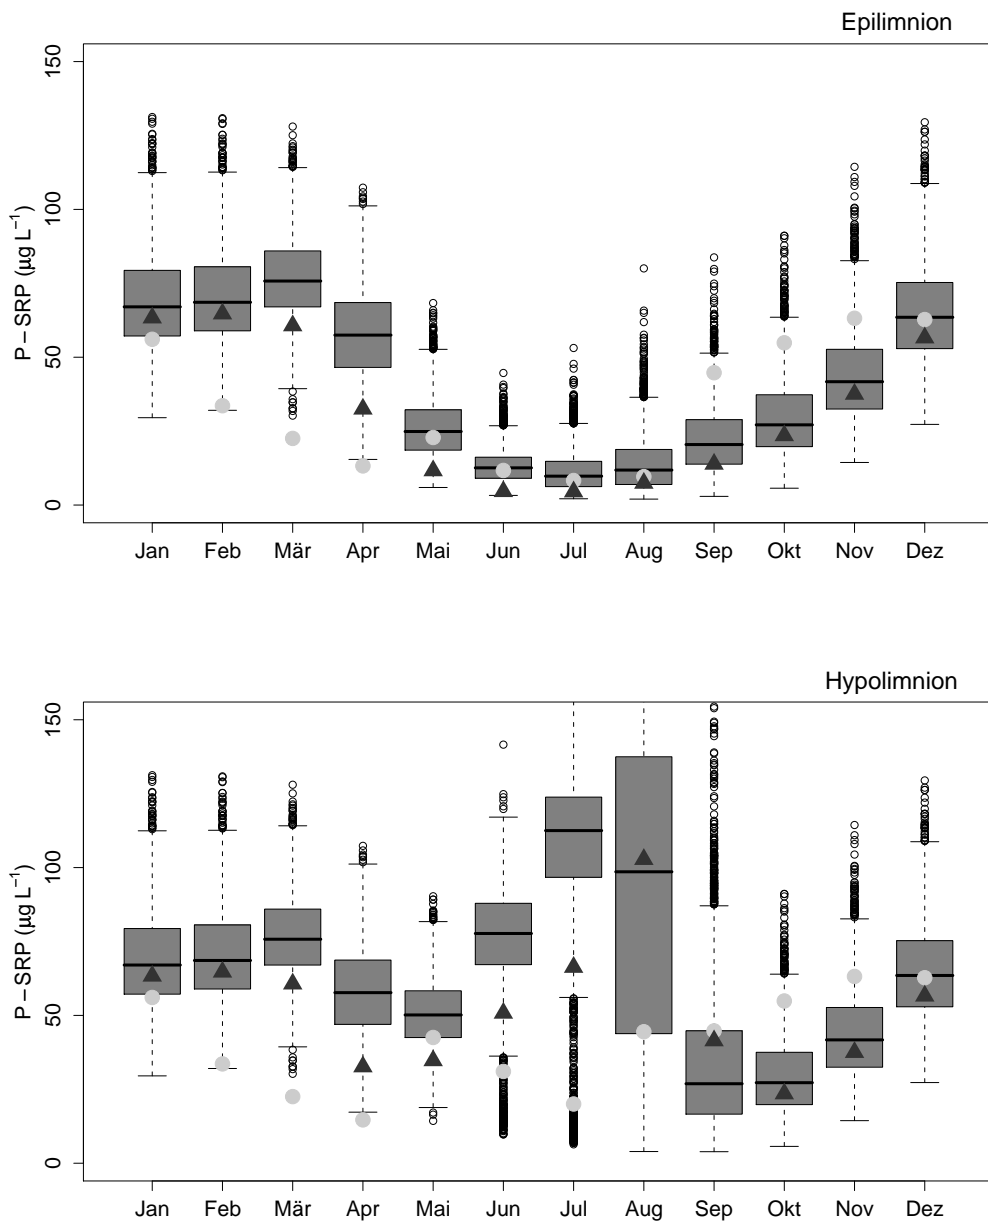 Epilimnion
150
100
50
0
P − SRP (µg L⁻¹)
Jan Feb Mär Apr Mai Jun Jul Aug Sep Okt Nov Dez
Hypolimnion
150
100
50
0
P − SRP (µg L⁻¹)
Jan Feb Mär Apr Mai Jun Jul Aug Sep Okt Nov Dez